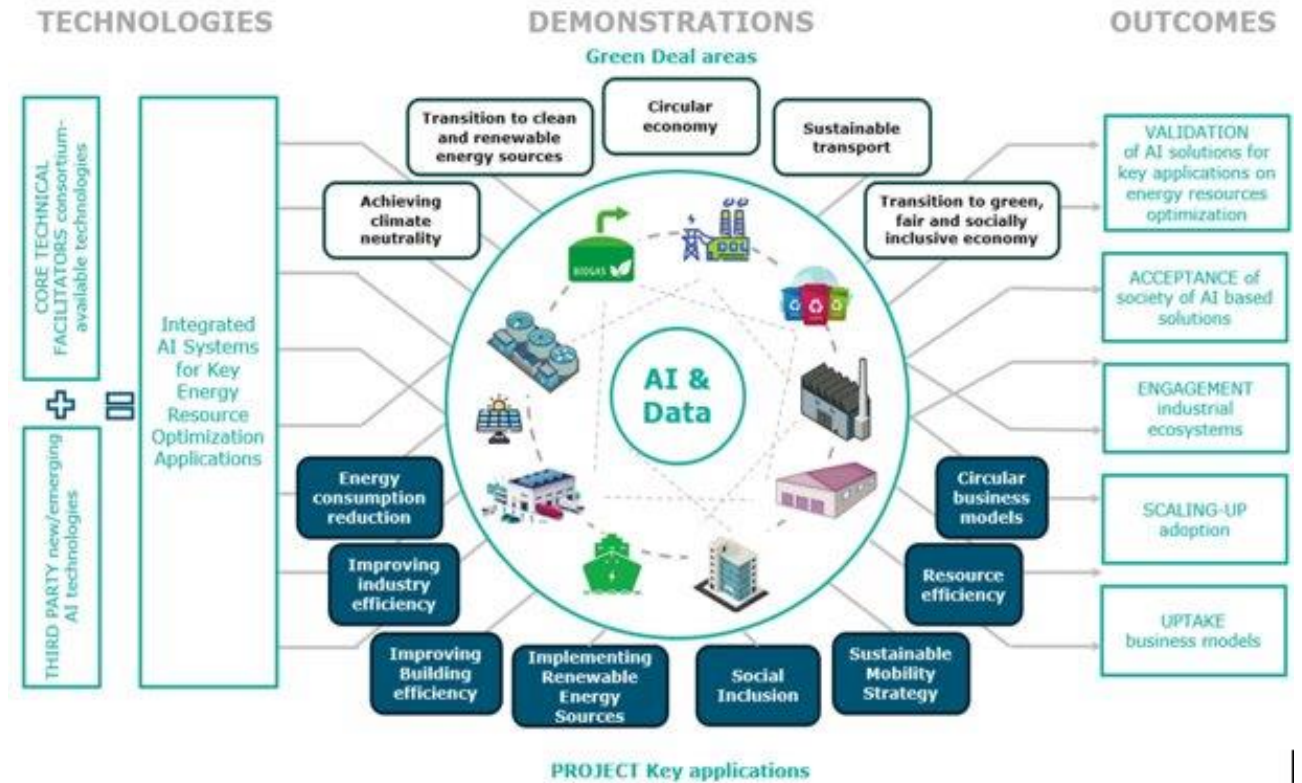 TECHNOLOGIES
DEMONSTRATIONS
OUTCOMES
Green Deal areas
CORE TECHNICAL
FACILITATORS consortium-
available technologies
THIRD PARTY new/emerging
AI technologies
Integrated
AI Systems
for Key
Energy
Resource
Optimization
Applications
Achieving
climate
neutrality
Transition to clean
and renewable
energy sources
Circular
economy
Sustainable
transport
Transition to green,
fair and socially
inclusive economy
BIOGAS
AI &
Data
Energy
consumption
reduction
Improving
industry
efficiency
Improving
Building
efficiency
Implementing
Renewable
Energy
Sources
Social
Inclusion
Sustainable
Mobility
Strategy
Resource
efficiency
Circular
business
models
PROJECT Key applications
VALIDATION
of AI solutions for
key applications on
energy resources
optimization
ACCEPTANCE of
society of AI based
solutions
ENGAGEMENT
industrial
ecosystems
SCALING-UP
adoption
UPTAKE
business models